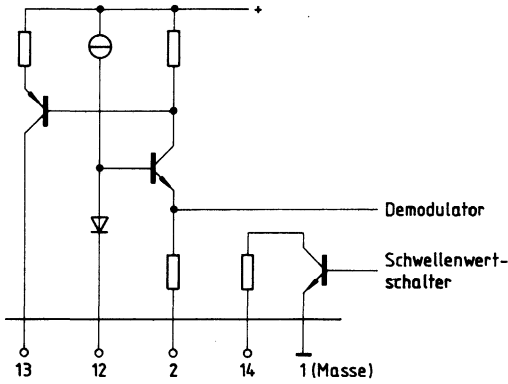 +
Demodulator
Schwellenwert-
schalter
13 12 2 14 1 (Masse)